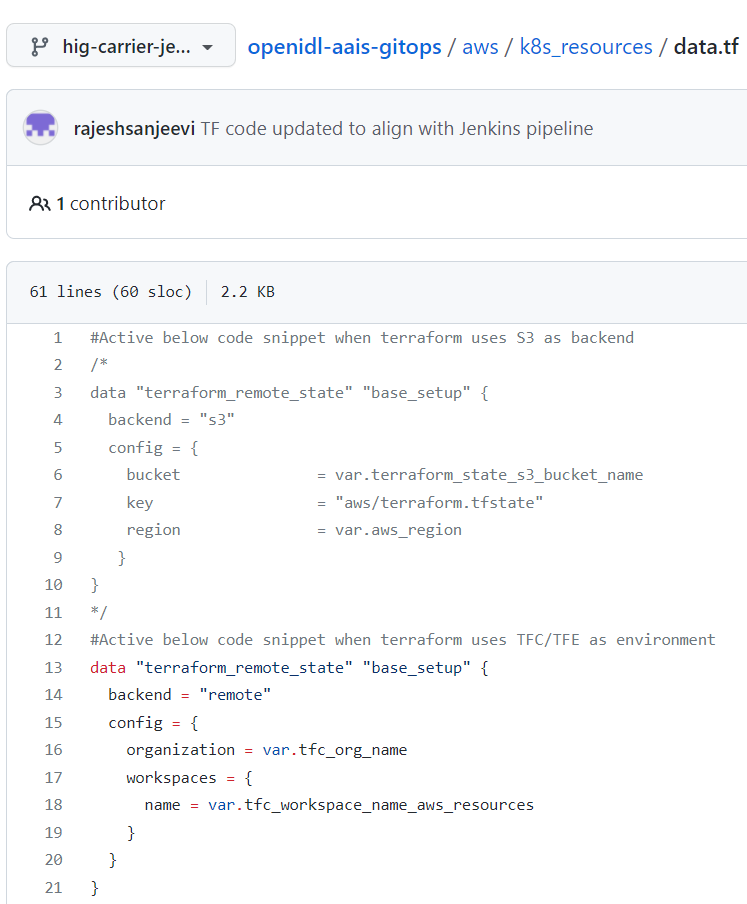 hig-carrier-je... openidl-aais-gitops / aws / k8s_resources / data.tf
rajeshsanjeevi TF code updated to align with Jenkins pipeline
1 contributor
61 lines (60 sloc) 2.2 KB
1 #Active below code snippet when terraform uses S3 as backend
2 /*
3 data "terraform_remote_state" "base_setup" {
4   backend = "s3"
5   config = {
6     bucket               = var.terraform_state_s3_bucket_name
7     key                  = "aws/terraform.tfstate"
8     region               = var.aws_region
9    }
10 }
11 */
12 #Active below code snippet when terraform uses TFC/TFE as environment
13 data "terraform_remote_state" "base_setup" {
14   backend = "remote"
15   config = {
16     organization = var.tfc_org_name
17     workspaces = {
18       name = var.tfc_workspace_name_aws_resources
19     }
20   }
21 }